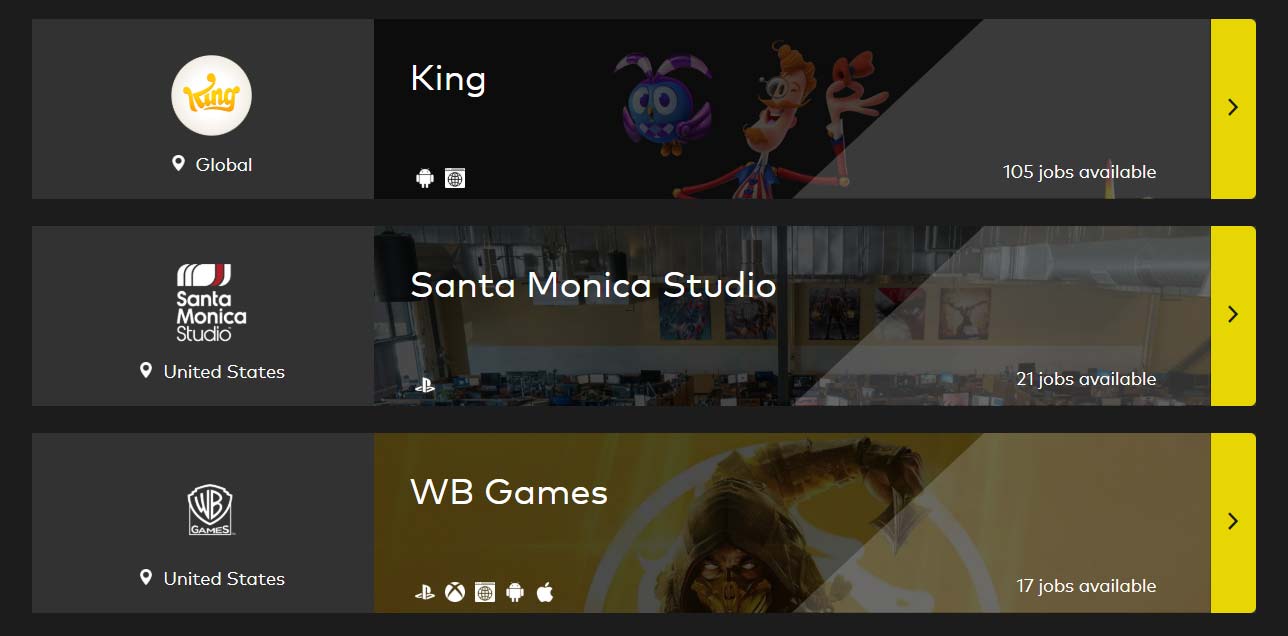 King
Global
King
105 jobs available
Santa
Monica
Studio
United States
Santa Monica Studio
21 jobs available
WB
GAMES
United States
WB Games
17 jobs available